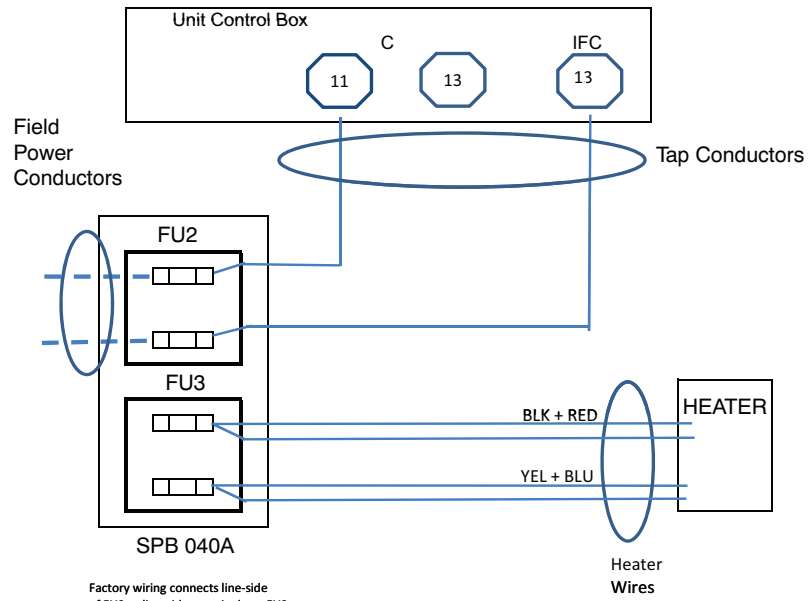 Unit Control Box
C
IFC
11
13
13
Field
Power
Conductors
Tap Conductors
FU2
FU3
BLK + RED
HEATER
YEL + BLU
SPB 040A
Heater
Wires
Factory wiring connects line-side